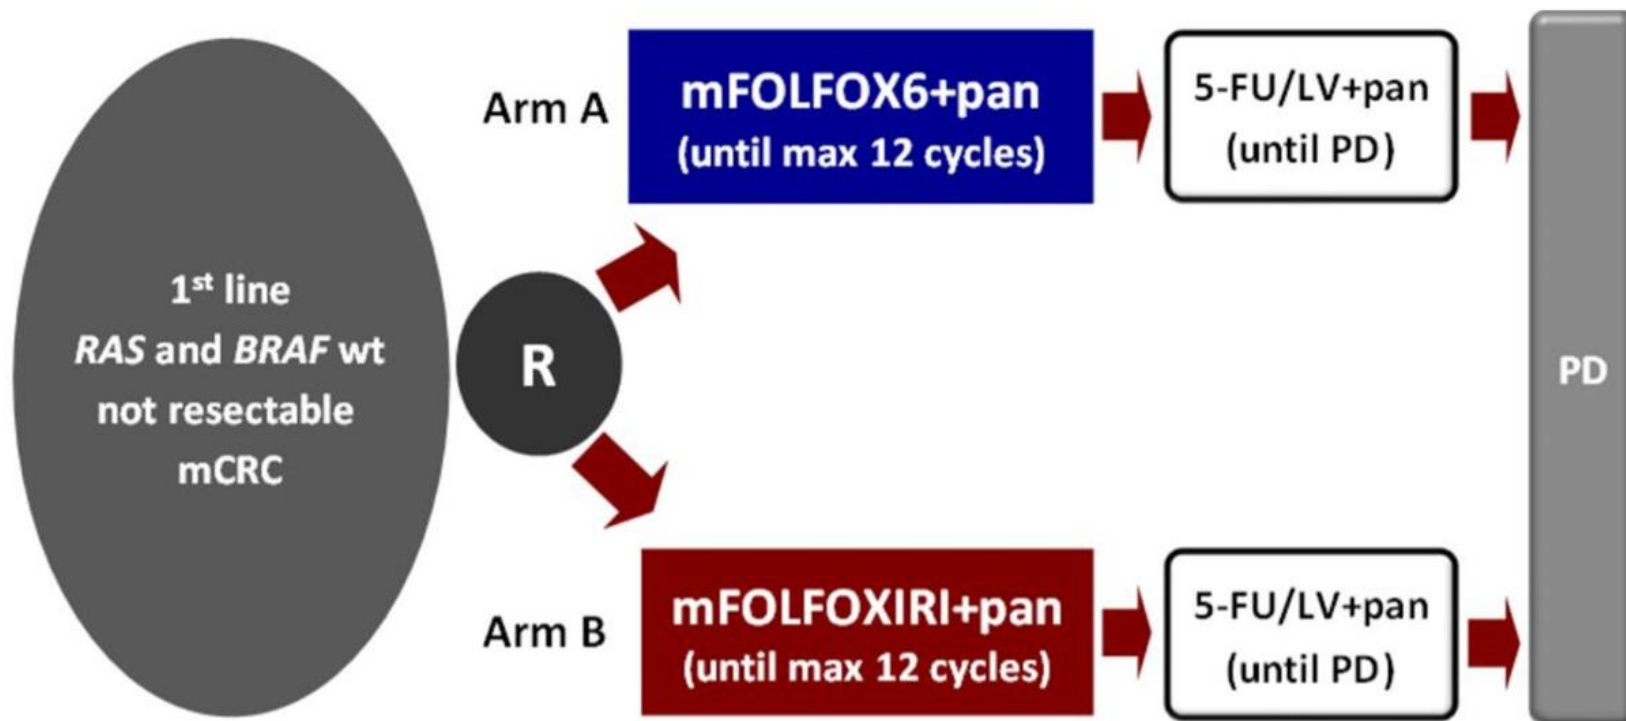 1st line
RAS and BRAF wt
not resectable
mCRC
R
Arm A
mFOLFOX6+pan
(until max 12 cycles)
5-FU/LV+pan
(until PD)
Arm B
mFOLFOXIRI+pan
(until max 12 cycles)
5-FU/LV+pan
(until PD)
PD